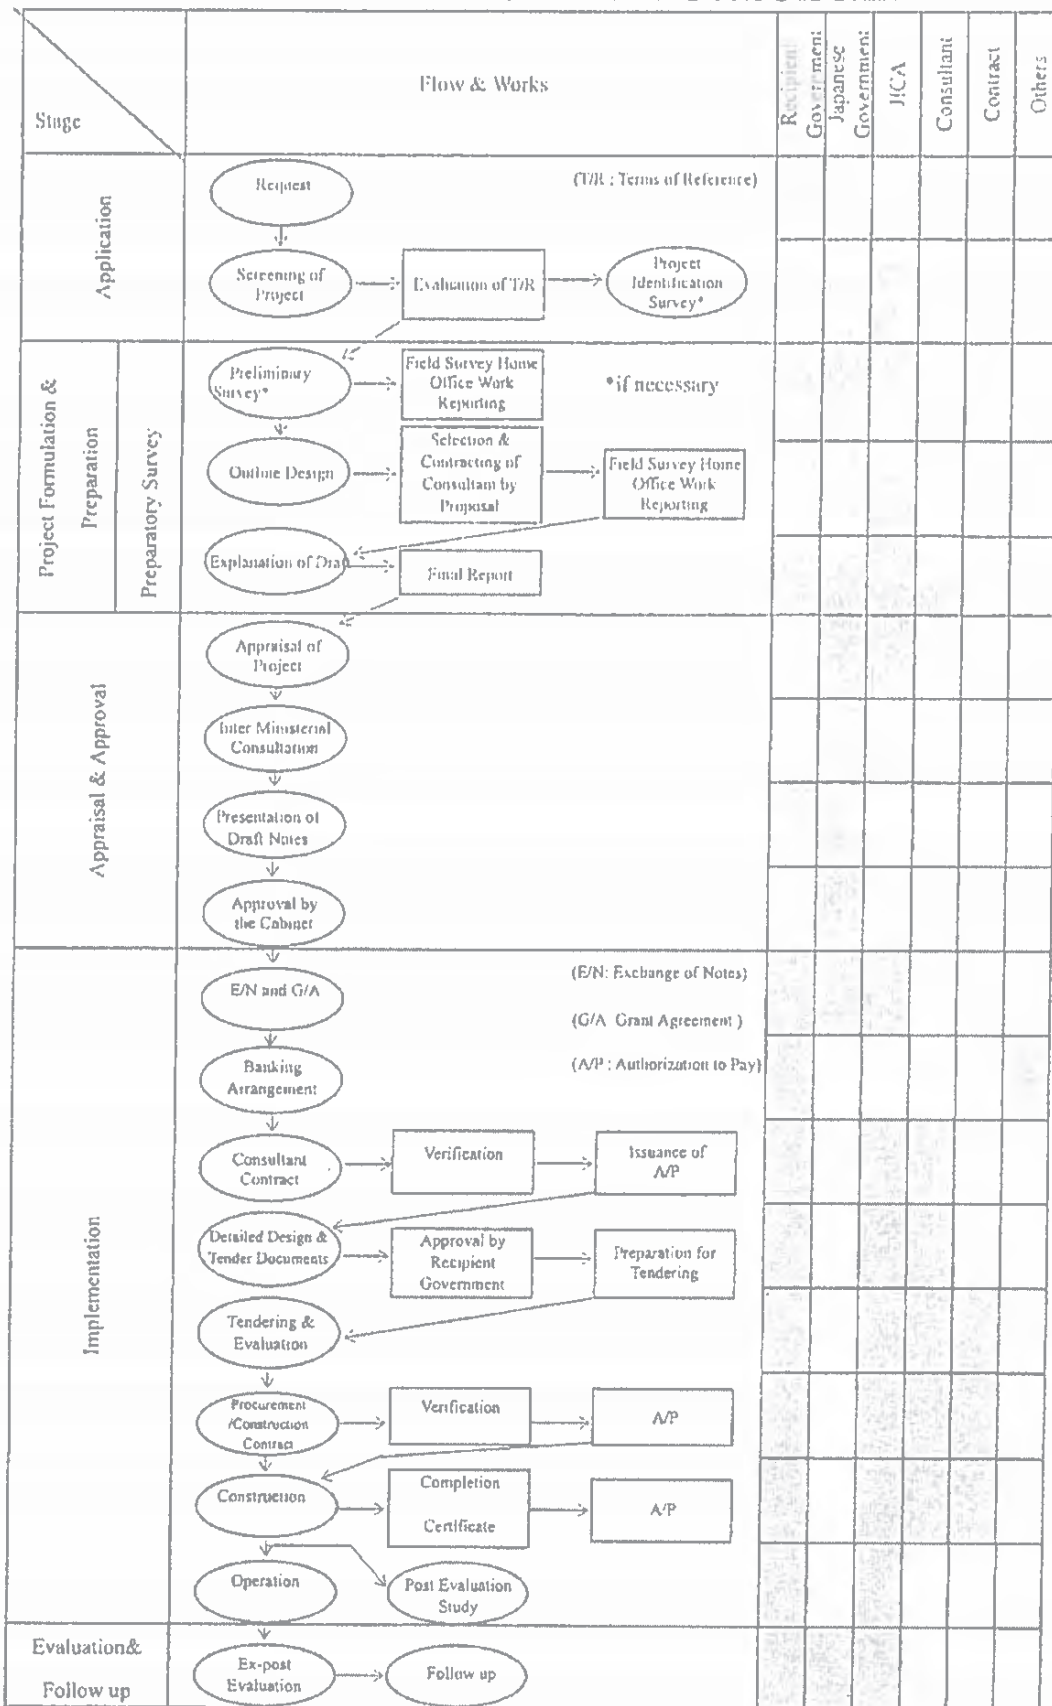 Stage
Flow & Works
Recipient
Government
Japanese
Government
JICA
Consultant
Contract
Others
Application
Request
(T/R : Terms of Reference)
Screening of
Project
Evaluation of T/R
Project
Identification
Survey*
Project Formulation &
Preparation
Preparatory Survey
Preliminary
Survey*
Field Survey Home
Office Work
Reporting
*if necessary
Outline Design
Selection &
Contracting of
Consultant by
Proposal
Field Survey Home
Office Work
Reporting
Explanation of Draft
Final Report
Appraisal & Approval
Appraisal of
Project
Inter Ministerial
Consultation
Presentation of
Draft Notes
Approval by
the Cabinet
Implementation
E/N and G/A
(E/N: Exchange of Notes)
(G/A Grant Agreement )
(A/P : Authorization to Pay)
Banking
Arrangement
Consultant
Contract
Verification
Issuance of
A/P
Detailed Design &
Tender Documents
Approval by
Recipient
Government
Preparation for
Tendering
Tendering &
Evaluation
Procurement
/Construction
Contract
Verification
A/P
Construction
Completion
Certificate
A/P
Operation
Post Evaluation
Study
Evaluation&
Follow up
Ex-post
Evaluation
Follow up